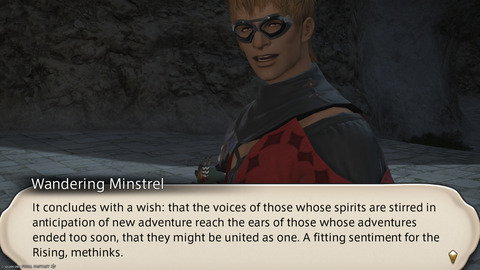 Wandering Minstrel
It concludes with a wish: that the voices of those whose spirits are stirred in
anticipation of new adventure reach the ears of those whose adventures
ended too soon, that they might be united as one. A fitting sentiment for the
Rising, methinks.